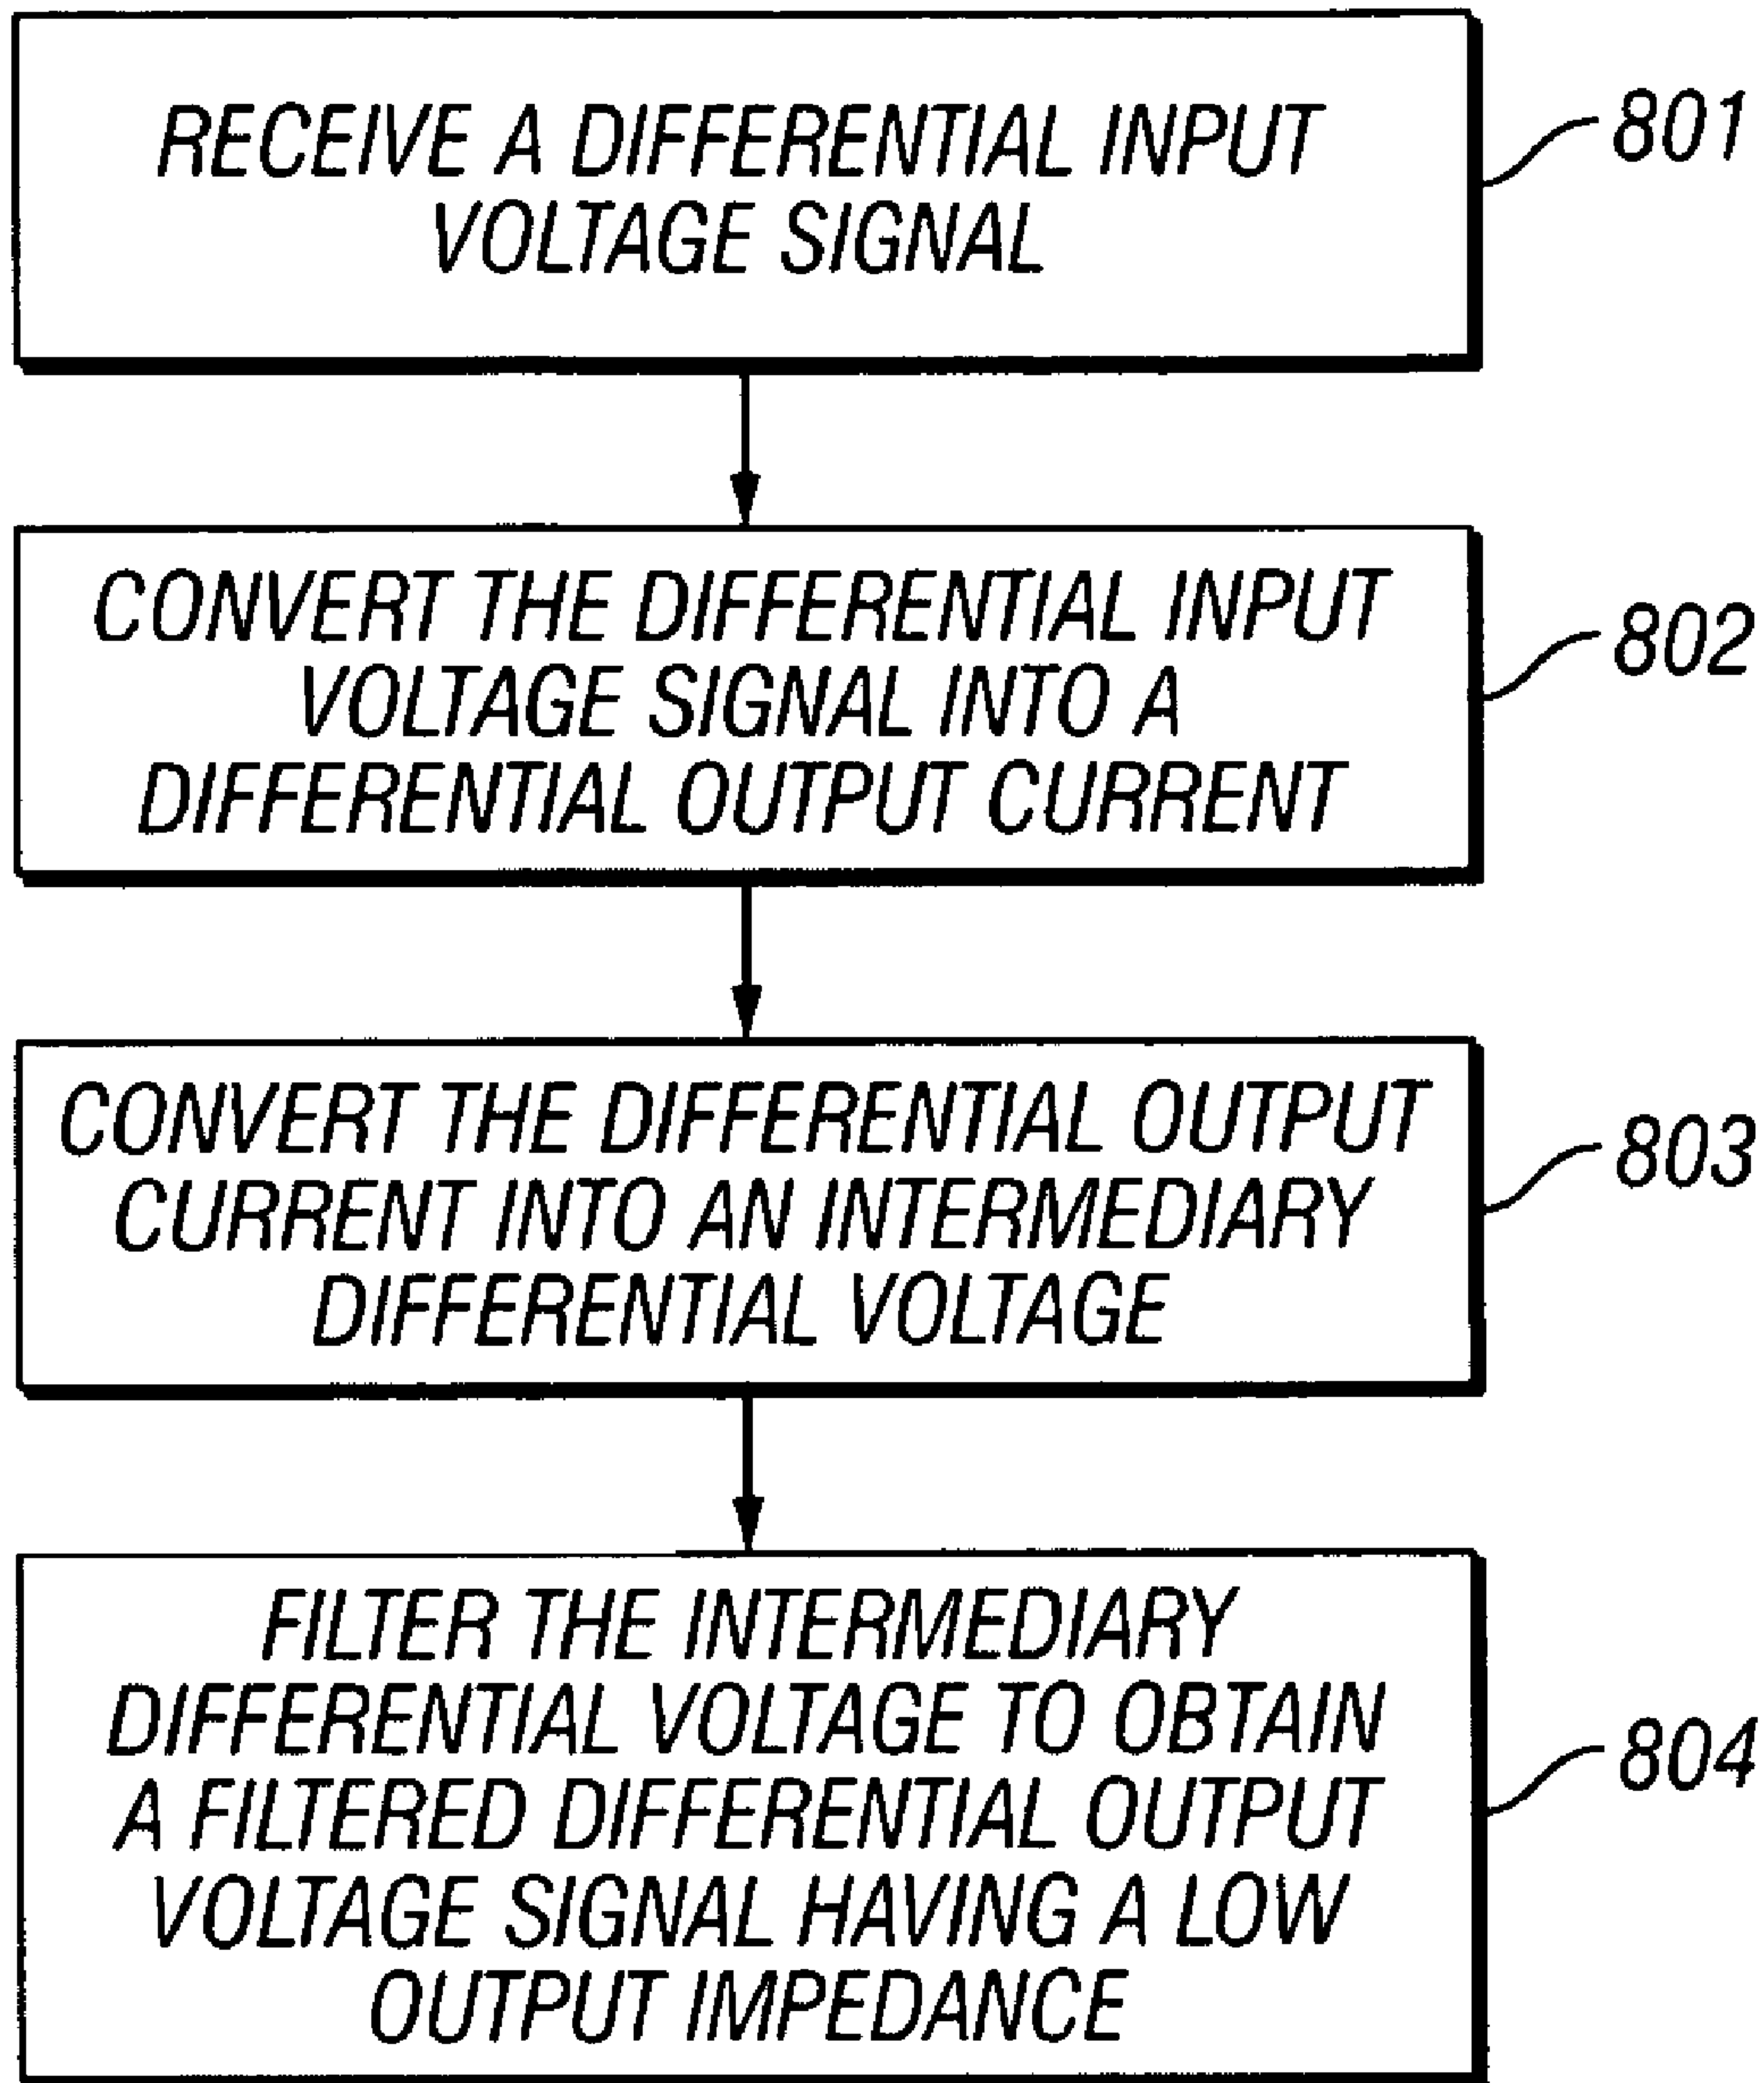 RECEIVE A DIFFERENTIAL INPUT
VOLTAGE SIGNAL
801
CONVERT THE DIFFERENTIAL INPUT
VOLTAGE SIGNAL INTO A
DIFFERENTIAL OUTPUT CURRENT
802
CONVERT THE DIFFERENTIAL OUTPUT
CURRENT INTO AN INTERMEDIARY
DIFFERENTIAL VOLTAGE
803
FILTER THE INTERMEDIARY
DIFFERENTIAL VOLTAGE TO OBTAIN
A FILTERED DIFFERENTIAL OUTPUT
VOLTAGE SIGNAL HAVING A LOW
OUTPUT IMPEDANCE
804